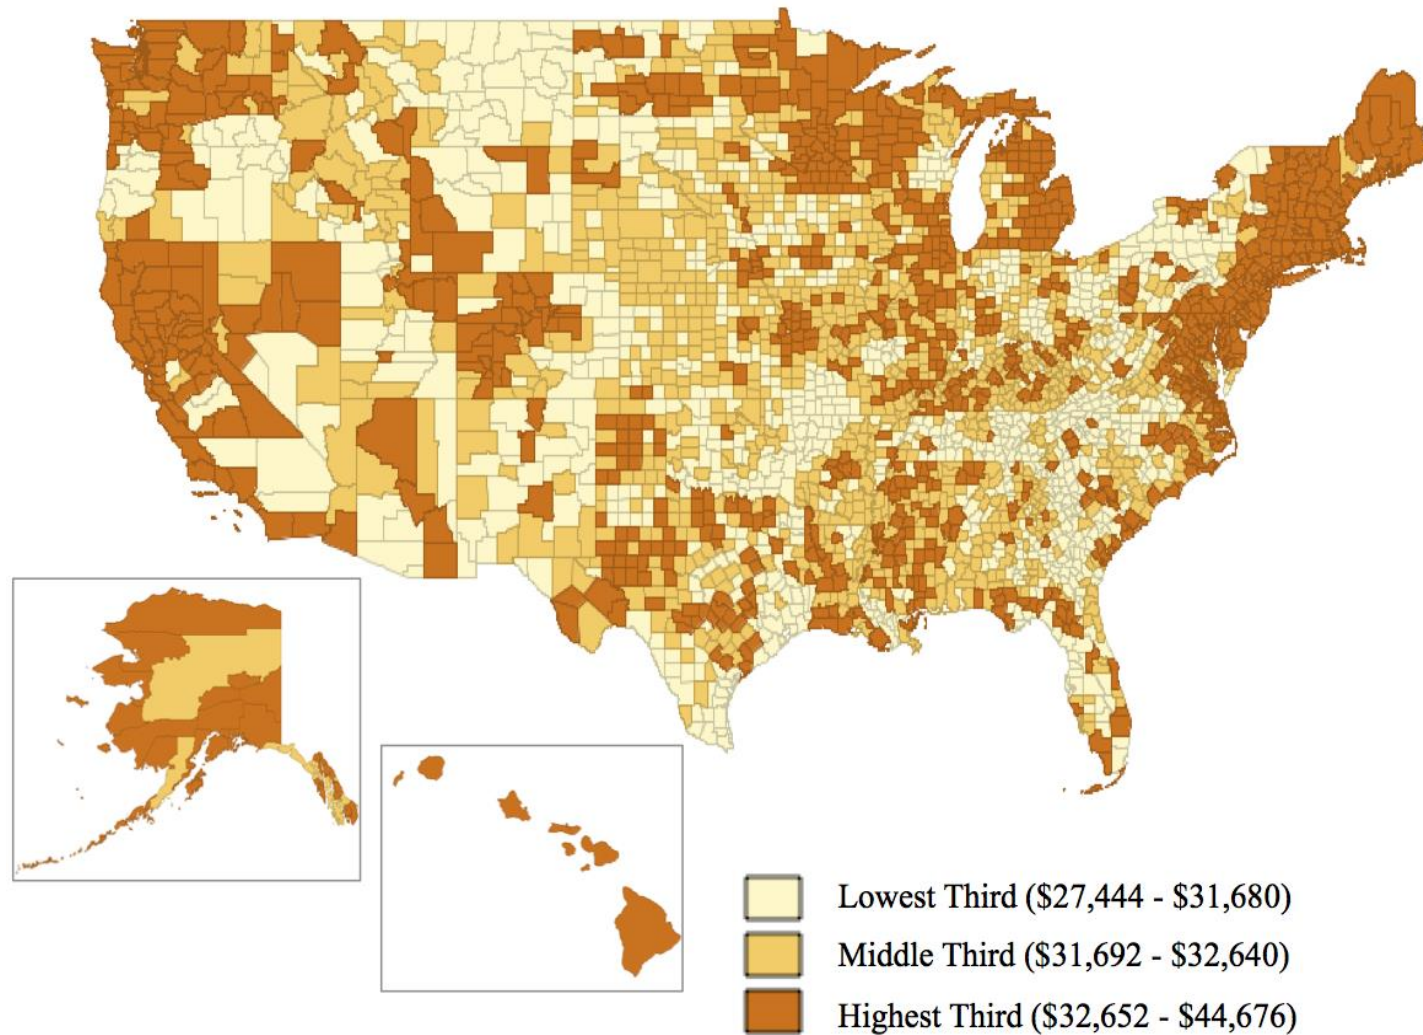 Lowest Third ($27,444 - $31,680)
Middle Third ($31,692 - $32,640)
Highest Third ($32,652 - $44,676)